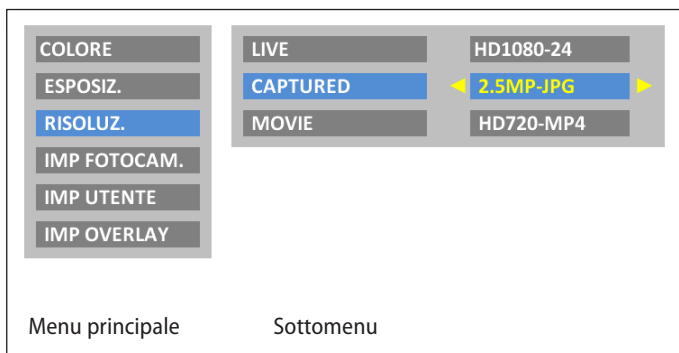 COLORE
ESPOSIZ.
RISOLUZ.
IMP FOTOCAM.
IMP UTENTE
IMP OVERLAY
LIVE HD1080-24
CAPTURED 2.5MP-JPG
MOVIE HD720-MP4
Menu principale
Sottomenu